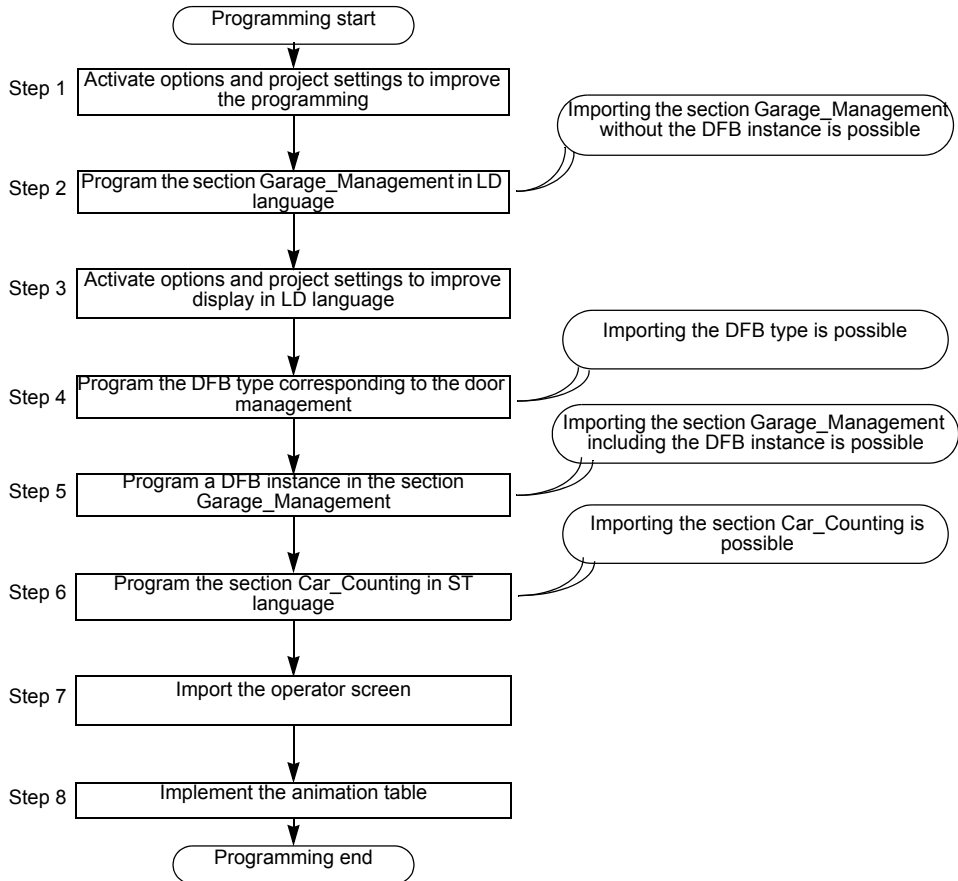 Programming start
Step 1
Activate options and project settings to improve
the programming
Importing the section Garage_Management
without the DFB instance is possible
Step 2
Program the section Garage_Management in LD
language
Step 3
Activate options and project settings to improve
display in LD language
Importing the DFB type is possible
Step 4
Program the DFB type corresponding to the door
management
Importing the section Garage_Management
including the DFB instance is possible
Step 5
Program a DFB instance in the section
Garage_Management
Importing the section Car_Counting is
possible
Step 6
Program the section Car_Counting in ST
language
Step 7
Import the operator screen
Step 8
Implement the animation table
Programming end